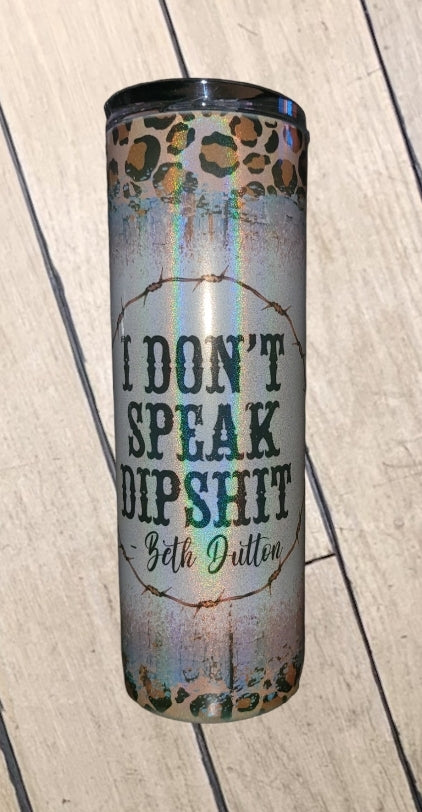 I DON'T
SPEAK
DIPSHIT
Beth Dutton